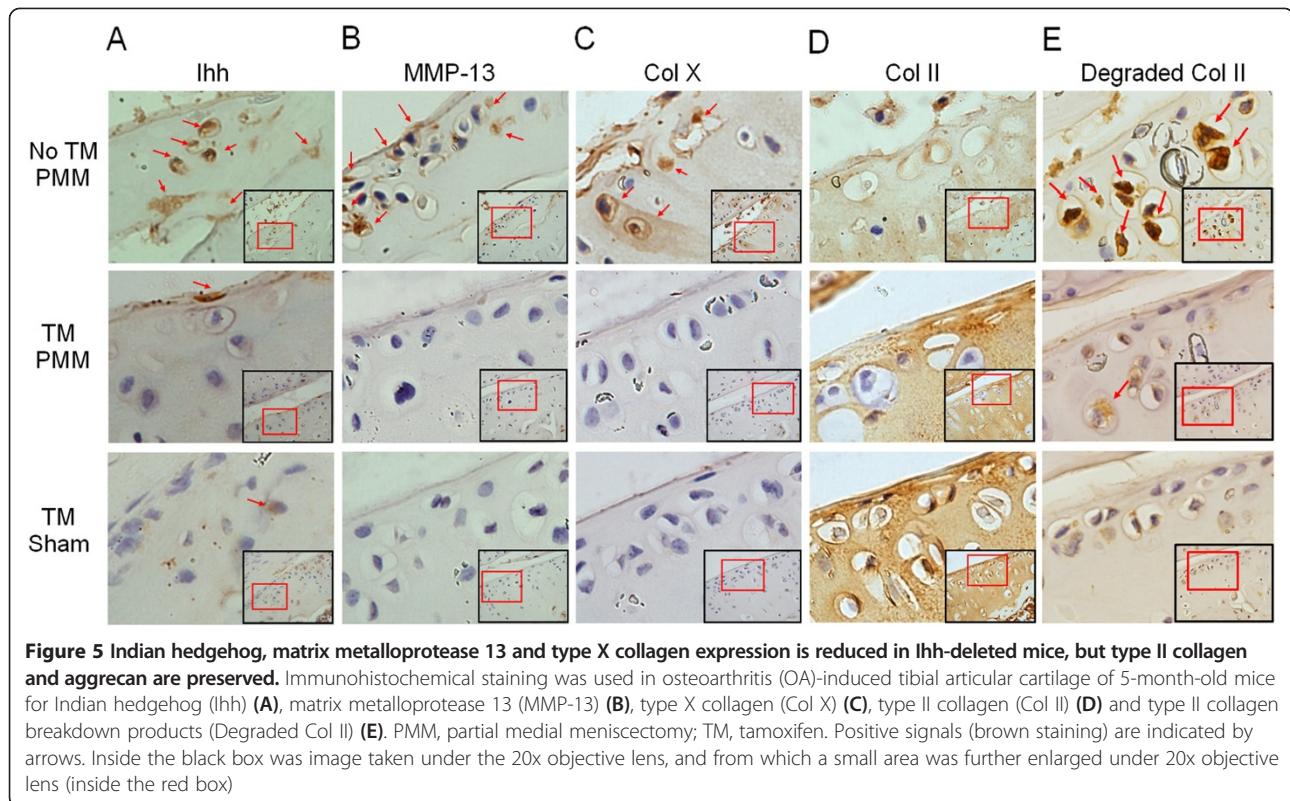 A B C D E
Ihh MMP-13 Col X Col II Degraded Col II
No TM
PMM
TM
PMM
TM
Sham
Figure 5 Indian hedgehog, matrix metalloprotease 13 and type X collagen expression is reduced in Ihh-deleted mice, but type II collagen
and aggrecan are preserved. Immunohistochemical staining was used in osteoarthritis (OA)-induced tibial articular cartilage of 5-month-old mice
for Indian hedgehog (Ihh) (A), matrix metalloprotease 13 (MMP-13) (B), type X collagen (Col X) (C), type II collagen (Col II) (D) and type II collagen
breakdown products (Degraded Col II) (E). PMM, partial medial meniscectomy; TM, tamoxifen. Positive signals (brown staining) are indicated by
arrows. Inside the black box was image taken under the 20x objective lens, and from which a small area was further enlarged under 20x objective
lens (inside the red box)